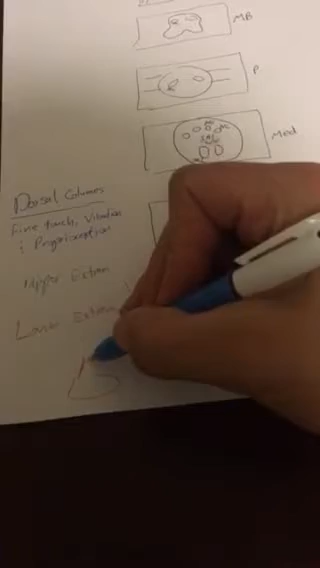 MB
P
Med
Dorsal Columns
Fine touch, Vibration
& Proprioception
Upper Extrem
Lower Extrem